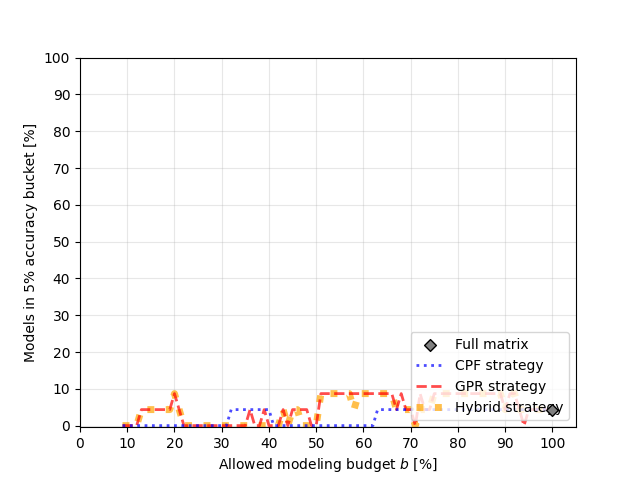 100
90
80
70
60
50
40
30
20
10
0
Models in 5% accuracy bucket [%]
Full matrix
CPF strategy
GPR strategy
Hybrid strategy
0 10 20 30 40 50 60 70 80 90 100
Allowed modeling budget b [%]